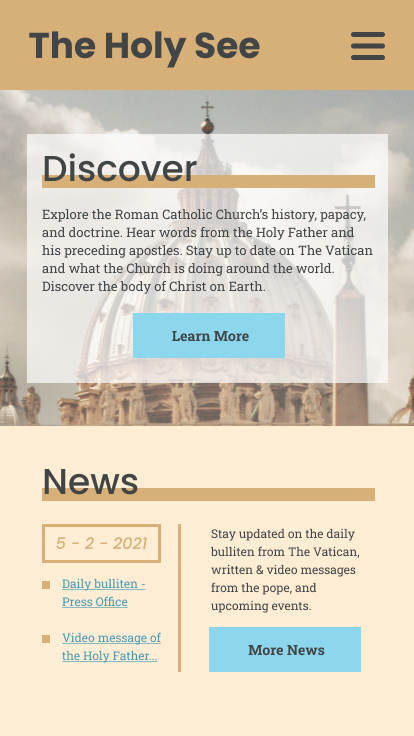 The Holy See
Discover
Explore the Roman Catholic Church's history, papacy,
and doctrine. Hear words from the Holy Father and
his preceding apostles. Stay up to date on The Vatican
and what the Church is doing around the world.
Discover the body of Christ on Earth.
Learn More
News
5 - 2 - 2021
Daily bulliten -
Press Office
Video message of
the Holy Father...
Stay updated on the daily
bulliten from The Vatican,
written & video messages
from the pope, and
upcoming events.
More News